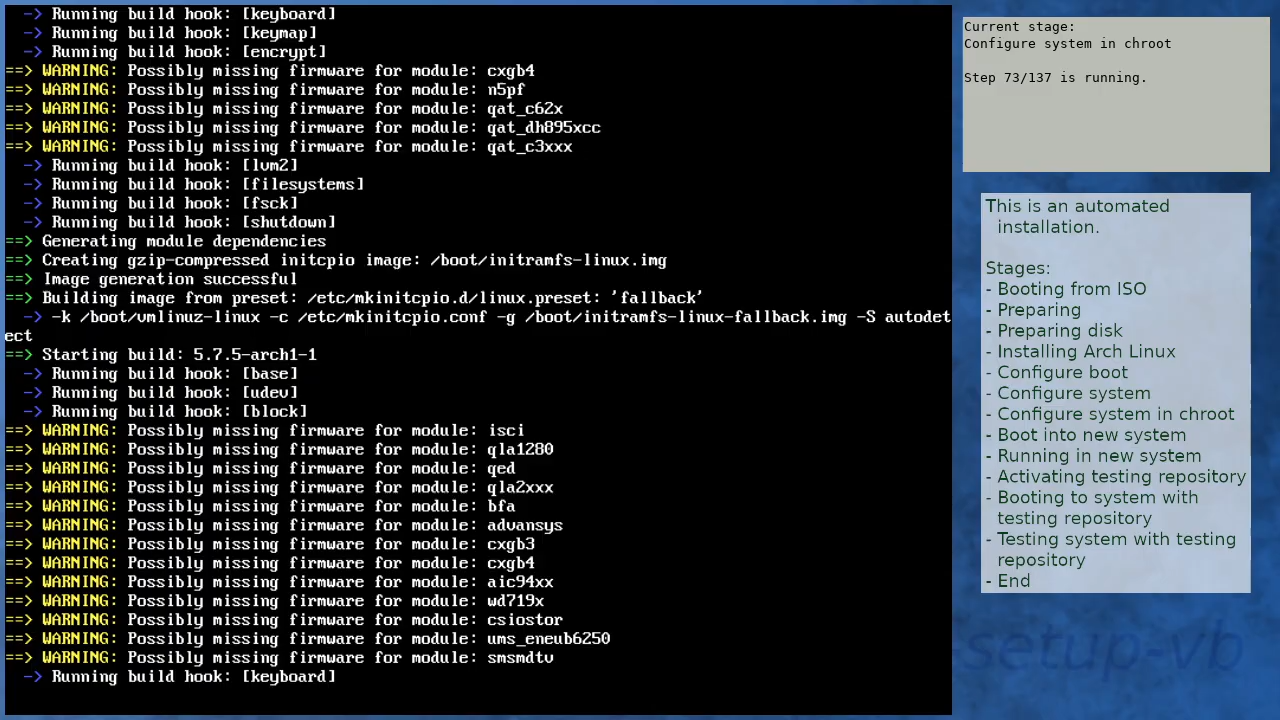 -> Running build hook: [keyboard]
-> Running build hook: [keymap]
-> Running build hook: [encrypt]
==> WARNING: Possibly missing firmware for module: cxgb4
==> WARNING: Possibly missing firmware for module: n5pf
==> WARNING: Possibly missing firmware for module: qat_c62x
==> WARNING: Possibly missing firmware for module: qat_dh895xcc
==> WARNING: Possibly missing firmware for module: qat_c3xxx
-> Running build hook: [lvm2]
-> Running build hook: [filesystems]
-> Running build hook: [fsck]
-> Running build hook: [shutdown]
==> Generating module dependencies
==> Creating gzip-compressed initcpio image: /boot/initramfs-linux.img
==> Image generation successful
==> Building image from preset: /etc/mkinitcpio.d/linux.preset: 'fallback'
-> -k /boot/vmlinuz-linux -c /etc/mkinitcpio.conf -g /boot/initramfs-linux-fallback.img -S autodet
ect
==> Starting build: 5.7.5-arch1-1
-> Running build hook: [base]
-> Running build hook: [udev]
-> Running build hook: [block]
==> WARNING: Possibly missing firmware for module: isci
==> WARNING: Possibly missing firmware for module: qla1280
==> WARNING: Possibly missing firmware for module: qed
==> WARNING: Possibly missing firmware for module: qla2xxx
==> WARNING: Possibly missing firmware for module: bfa
==> WARNING: Possibly missing firmware for module: advansys
==> WARNING: Possibly missing firmware for module: cxgb3
==> WARNING: Possibly missing firmware for module: cxgb4
==> WARNING: Possibly missing firmware for module: aic94xx
==> WARNING: Possibly missing firmware for module: wd719x
==> WARNING: Possibly missing firmware for module: csiostor
==> WARNING: Possibly missing firmware for module: ums_eneub6250
==> WARNING: Possibly missing firmware for module: smsmdtv
-> Running build hook: [keyboard]
Current stage:
Configure system in chroot
Step 73/137 is running.
This is an automated
installation.
Stages:
- Booting from ISO
- Preparing
- Preparing disk
- Installing Arch Linux
- Configure boot
- Configure system
- Configure system in chroot
- Boot into new system
- Running in new system
- Activating testing repository
- Booting to system with
testing repository
- Testing system with testing
repository
- End
setup-vb